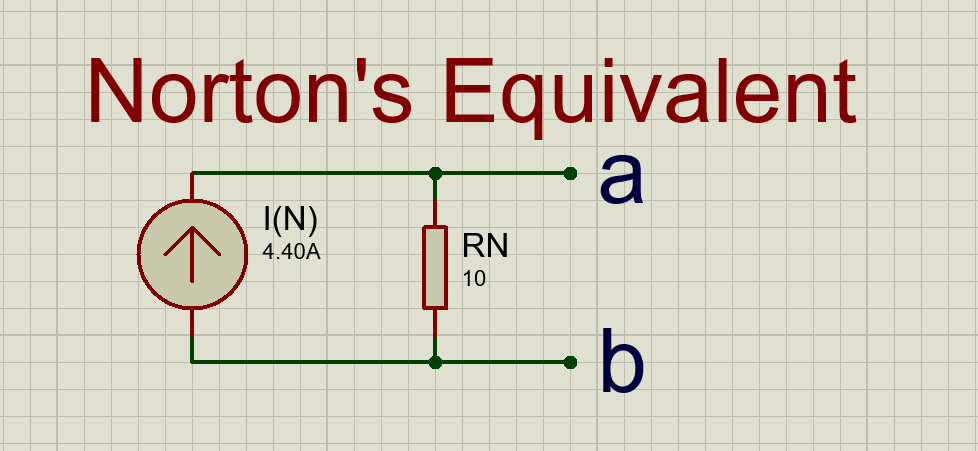 Norton's Equivalent
a
I(N)
4.40A
RN
10
b